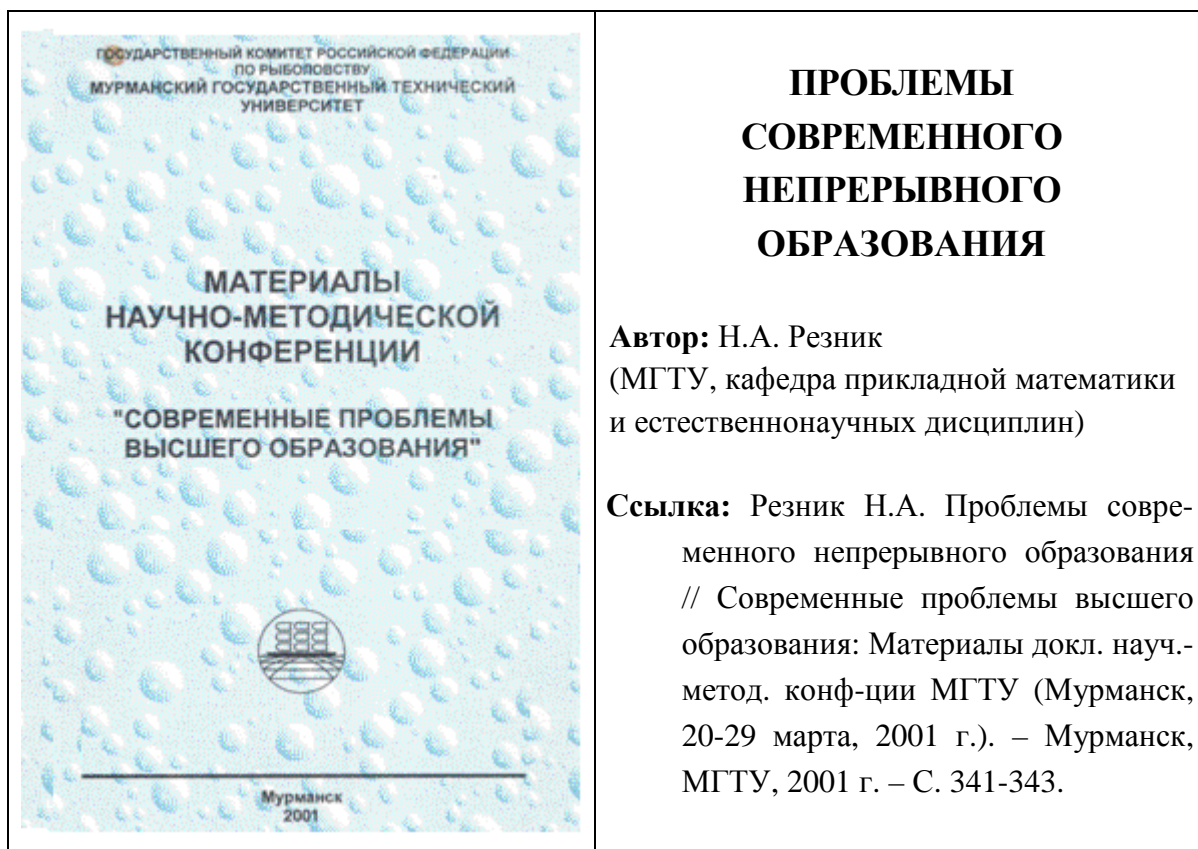 ГОСУДАРСТВЕННЫЙ КОМИТЕТ РОССИЙСКОЙ ФЕДЕРАЦИИ
ПО РЫБОЛОВСТВУ
МУРМАНСКИЙ ГОСУДАРСТВЕННЫЙ ТЕХНИЧЕСКИЙ
УНИВЕРСИТЕТ
МАТЕРИАЛЫ
НАУЧНО-МЕТОДИЧЕСКОЙ
КОНФЕРЕНЦИИ
"СОВРЕМЕННЫЕ ПРОБЛЕМЫ
ВЫСШЕГО ОБРАЗОВАНИЯ"
Мурманск
2001
ПРОБЛЕМЫ
СОВРЕМЕННОГО
НЕПРЕРЫВНОГО
ОБРАЗОВАНИЯ
Автор: Н.А. Резник
(МГТУ, кафедра прикладной математики
и естественнонаучных дисциплин)
Ссылка: Резник Н.А. Проблемы совре-
менного непрерывного образования
// Современные проблемы высшего
образования: Материалы докл. науч.-
метод. конф-ции МГТУ (Мурманск,
20-29 марта, 2001 г.). – Мурманск,
МГТУ, 2001 г. – С. 341-343.